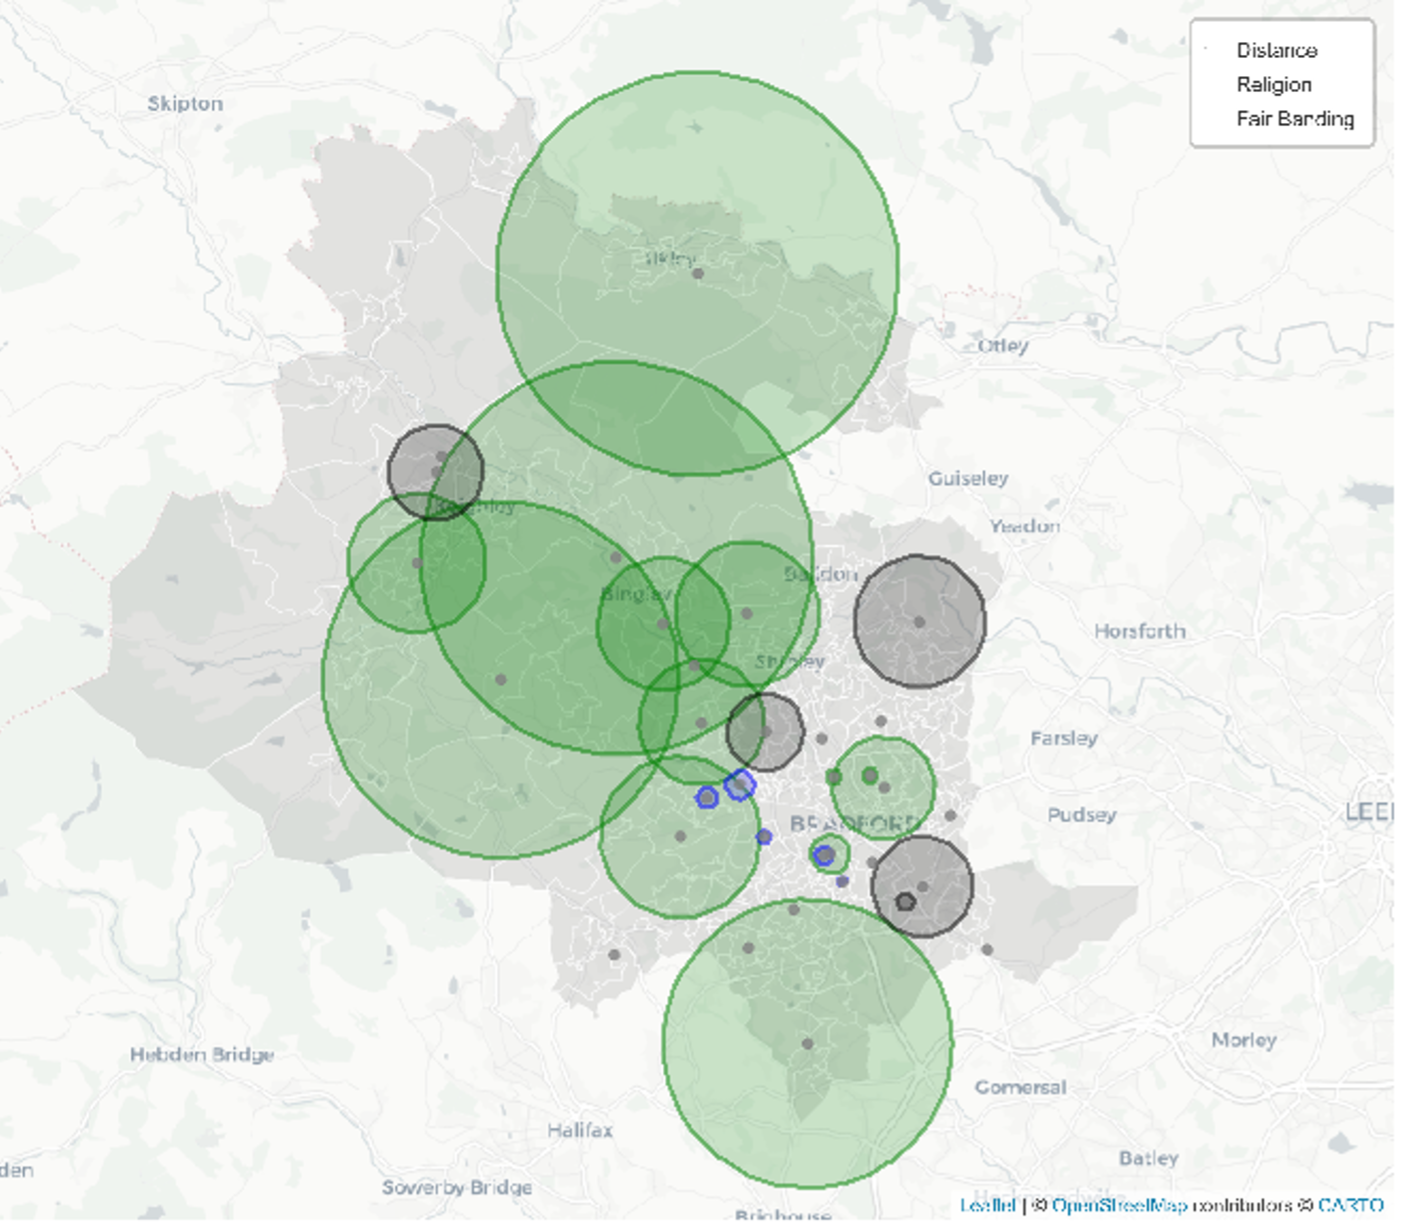 Distance
Religion
Fair Banding
Skipton
Ilkley
Otley
Guiseley
Yeadon
Keighley
Baildon
Bingley
Horsforth
Shipley
Farsley
Pudsey
BRADFORD
Morley
Hebden Bridge
Gomersal
Halifax
Batley
den
Sowerby Bridge
Brighouse
Leaflet | © OpenStreetMap contributors © CARTO